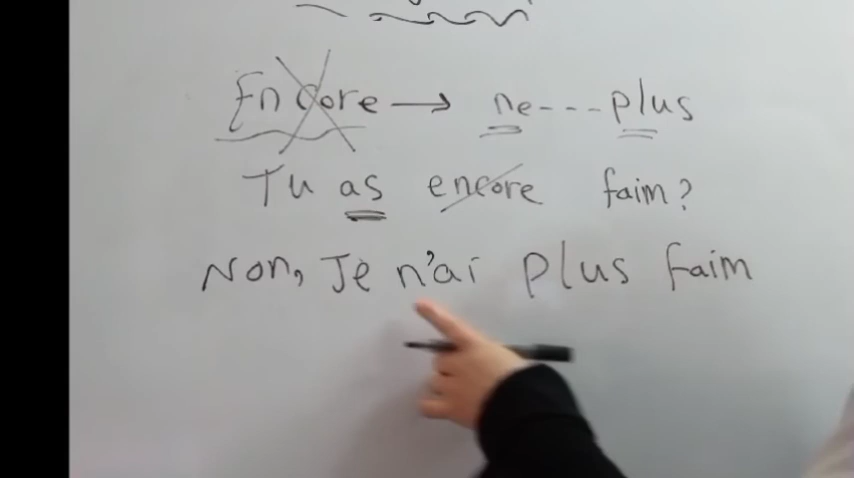 Encore → ne---plus
Tu as encore faim?
Non, Je n'ai plus faim